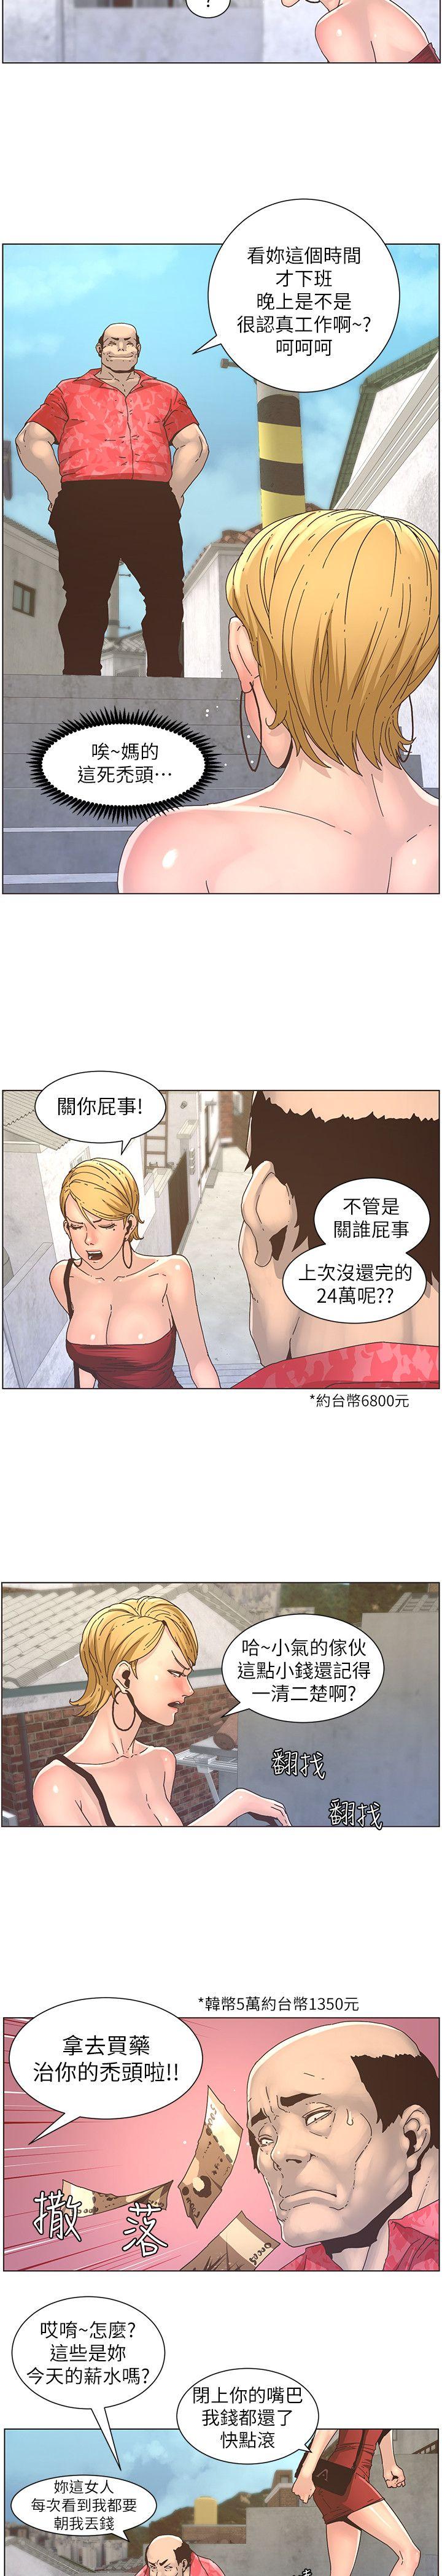 ?
看妳這個時間
才下班
晚上是不是
很認真工作啊~?
呵呵呵
唉~媽的
這死禿頭…
關你屁事!
不管是
關誰屁事
上次沒還完的
24萬呢??
*約台幣6800元
哈~小氣的傢伙
這點小錢還記得
一清二楚啊?
翻找
翻找
*韓幣5萬約台幣1350元
拿去買藥
治你的禿頭啦!!
撒
落
哎唷~怎麼?
這些是妳
今天的薪水嗎?
閉上你的嘴巴
我錢都還了
快點滾
妳這女人
每次看到我都要
朝我丟錢